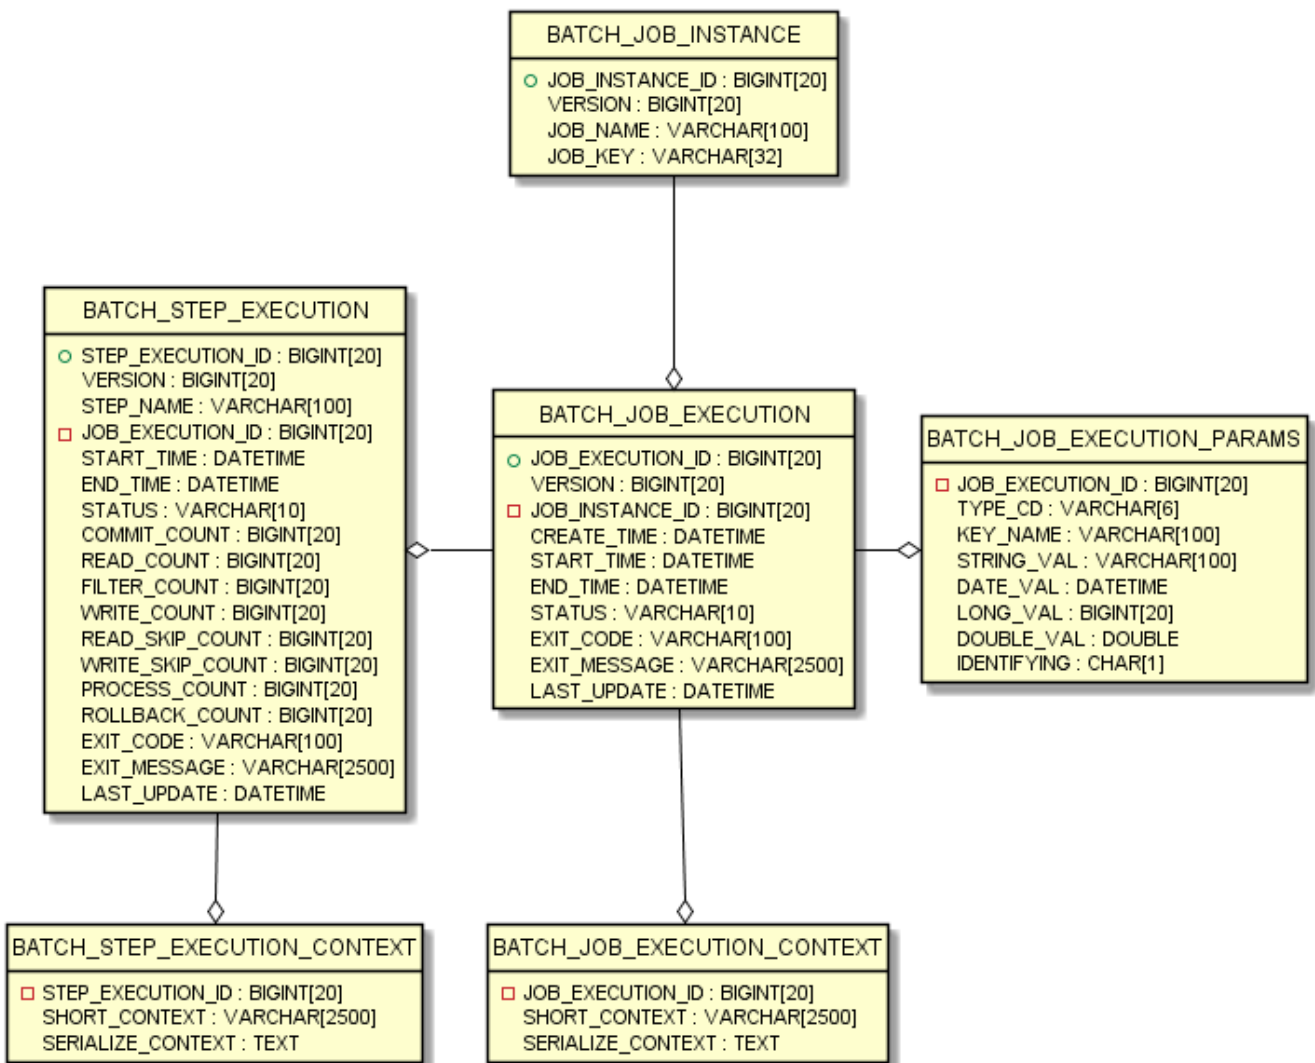 BATCH_JOB_INSTANCE
JOB_INSTANCE_ID : BIGINT[20]
VERSION : BIGINT[20]
JOB_NAME : VARCHAR[100]
JOB_KEY : VARCHAR[32]
BATCH_STEP_EXECUTION
STEP_EXECUTION_ID : BIGINT[20]
VERSION : BIGINT[20]
STEP_NAME : VARCHAR[100]
JOB_EXECUTION_ID : BIGINT[20]
START_TIME : DATETIME
END_TIME : DATETIME
STATUS : VARCHAR[10]
COMMIT_COUNT : BIGINT[20]
READ_COUNT : BIGINT[20]
FILTER_COUNT : BIGINT[20]
WRITE_COUNT : BIGINT[20]
READ_SKIP_COUNT : BIGINT[20]
WRITE_SKIP_COUNT : BIGINT[20]
PROCESS_COUNT : BIGINT[20]
ROLLBACK_COUNT : BIGINT[20]
EXIT_CODE : VARCHAR[100]
EXIT_MESSAGE : VARCHAR[2500]
LAST_UPDATE : DATETIME
BATCH_JOB_EXECUTION
JOB_EXECUTION_ID : BIGINT[20]
VERSION : BIGINT[20]
JOB_INSTANCE_ID : BIGINT[20]
CREATE_TIME : DATETIME
START_TIME : DATETIME
END_TIME : DATETIME
STATUS : VARCHAR[10]
EXIT_CODE : VARCHAR[100]
EXIT_MESSAGE : VARCHAR[2500]
LAST_UPDATE : DATETIME
BATCH_JOB_EXECUTION_PARAMS
JOB_EXECUTION_ID : BIGINT[20]
TYPE_CD : VARCHAR[6]
KEY_NAME : VARCHAR[100]
STRING_VAL : VARCHAR[100]
DATE_VAL : DATETIME
LONG_VAL : BIGINT[20]
DOUBLE_VAL : DOUBLE
IDENTIFYING : CHAR[1]
BATCH_STEP_EXECUTION_CONTEXT
STEP_EXECUTION_ID : BIGINT[20]
SHORT_CONTEXT : VARCHAR[2500]
SERIALIZE_CONTEXT : TEXT
BATCH_JOB_EXECUTION_CONTEXT
JOB_EXECUTION_ID : BIGINT[20]
SHORT_CONTEXT : VARCHAR[2500]
SERIALIZE_CONTEXT : TEXT